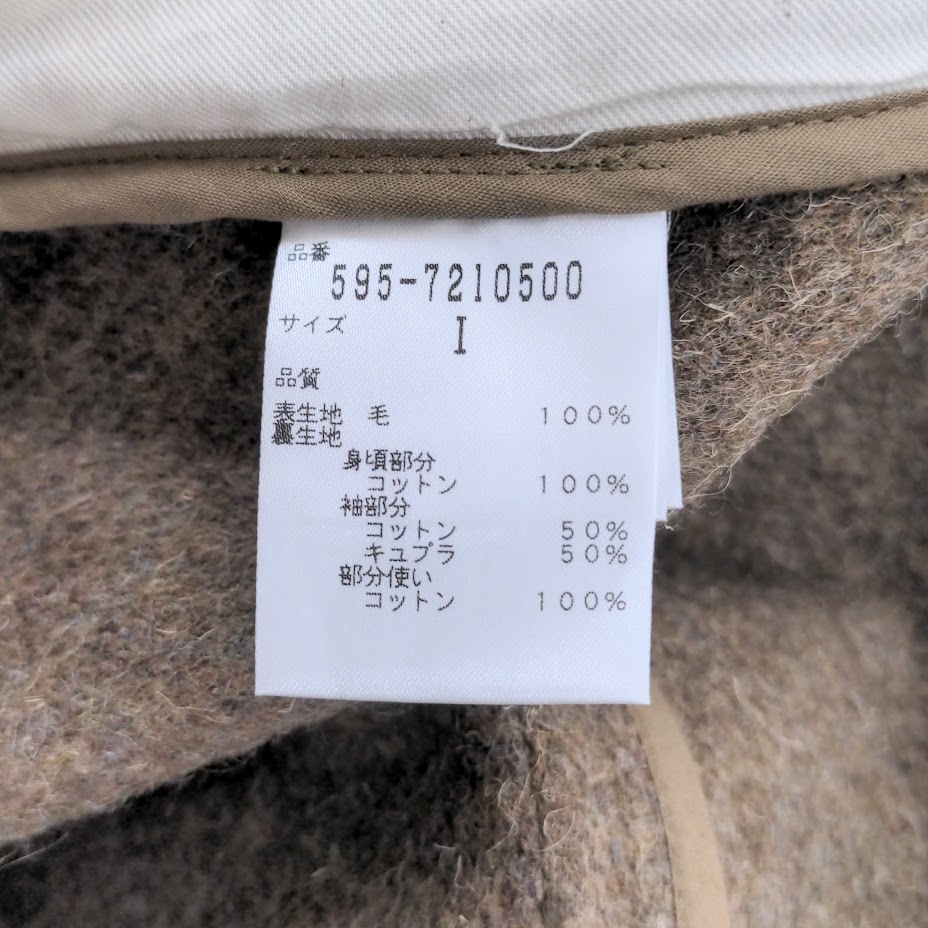 品番
595-7210500
サイズ I
品質
表生地 毛 100%
裏生地
身頃部分
コットン 100%
袖部分
コットン 50%
キュプラ 50%
部分使い
コットン 100%